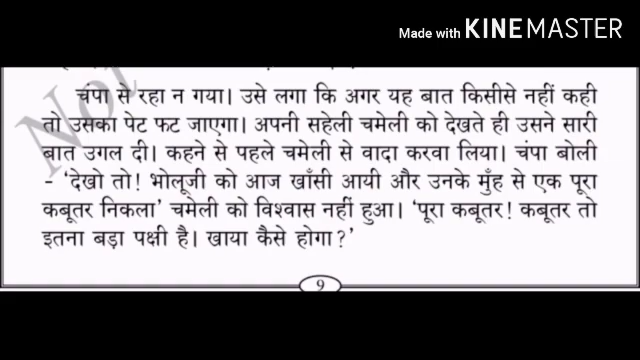 Made with KINEMASTER
Not
चंपा से रहा न गया। उसे लगा कि अगर यह बात किसीसे नहीं कही
तो उसका पेट फट जाएगा। अपनी सहेली चमेली को देखते ही उसने सारी
बात उगल दी। कहने से पहले चमेली से वादा करवा लिया। चंपा बोली
- 'देखो तो! भोलूजी को आज खाँसी आयी और उनके मुँह से एक पूरा
कबूतर निकला' चमेली को विश्वास नहीं हुआ। 'पूरा कबूतर! कबूतर तो
इतना बड़ा पक्षी है। खाया कैसे होगा?'
9